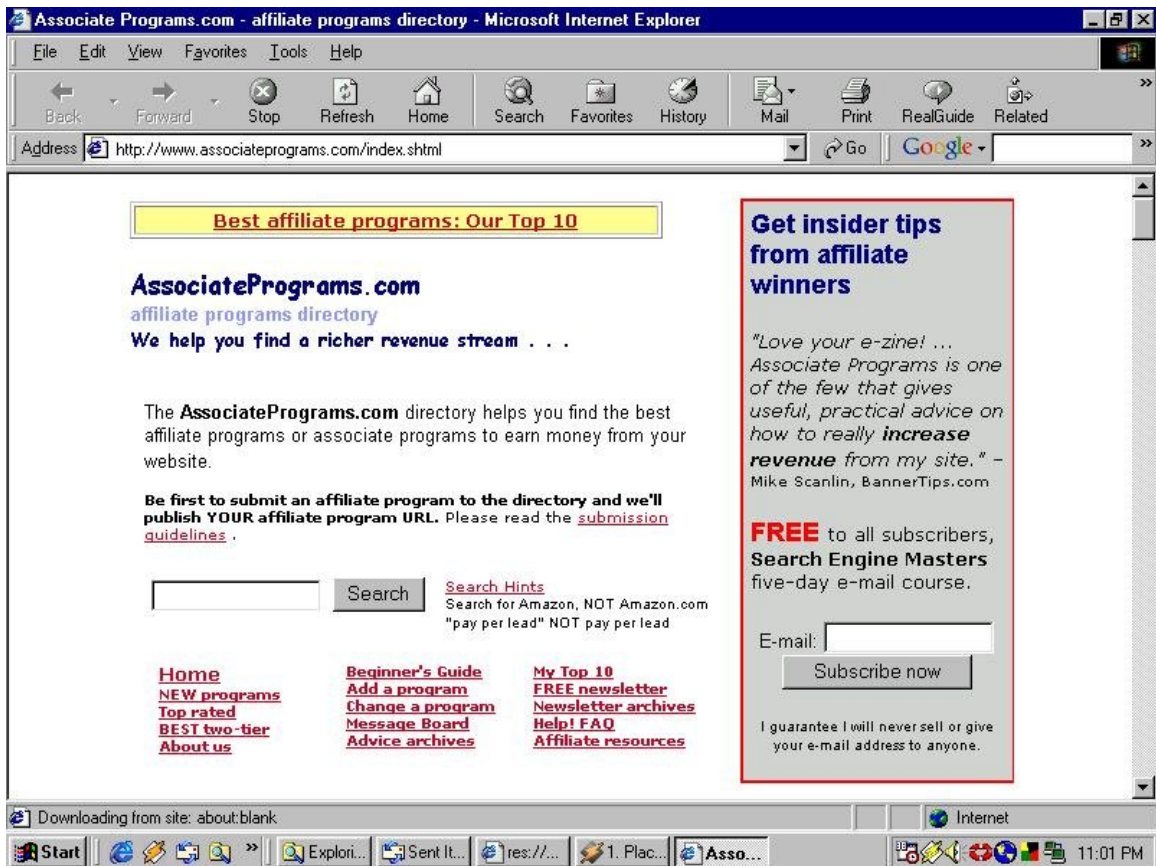 Associate Programs.com - affiliate programs directory - Microsoft Internet Explorer
File Edit View Favorites Tools Help
Back Forward Stop Refresh Home Search Favorites History Mail Print RealGuide Related »
Address http://www.associateprograms.com/index.shtml Go Google »
Best affiliate programs: Our Top 10
AssociatePrograms.com
affiliate programs directory
We help you find a richer revenue stream . . .
The AssociatePrograms.com directory helps you find the best
affiliate programs or associate programs to earn money from your
website.
Be first to submit an affiliate program to the directory and we'll
publish YOUR affiliate program URL. Please read the submission
guidelines .
Search
Search Hints
Search for Amazon, NOT Amazon.com
"pay per lead" NOT pay per lead
Home
NEW programs
Top rated
BEST two-tier
About us
Beginner's Guide
Add a program
Change a program
Message Board
Advice archives
My Top 10
FREE newsletter
Newsletter archives
Help! FAQ
Affiliate resources
Get insider tips
from affiliate
winners
"Love your e-zine! ...
Associate Programs is one
of the few that gives
useful, practical advice on
how to really increase
revenue from my site." –
Mike Scanlin, BannerTips.com
FREE to all subscribers,
Search Engine Masters
five-day e-mail course.
E-mail:
Subscribe now
I guarantee I will never sell or give
your e-mail address to anyone.
Downloading from site: about:blank Internet
Start » Explori... Sent It... res://... 1. Plac... Asso... 11:01 PM